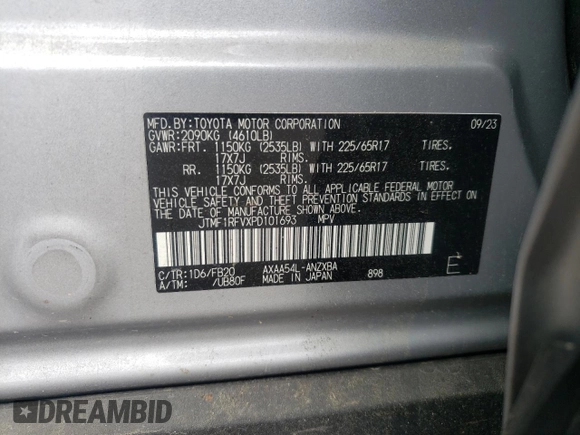 MFD.BY:TOYOTA MOTOR CORPORATION 09/23
GVWR:2090KG (4610LB)
GAWR:FRT. 1150KG (2535LB) WITH 225/65R17 TIRES.
17X7J RIMS.
RR. 1150KG (2535LB) WITH 225/65R17 TIRES.
17X7J RIMS.
THIS VEHICLE CONFORMS TO ALL APPLICABLE FEDERAL MOTOR
VEHICLE SAFETY AND THEFT PREVENTION STANDARDS IN EFFECT ON
THE DATE OF MANUFACTURE SHOWN ABOVE.
JTMF1RFVXPD101693 MPV
C/TR:1D6/FB20 AXAA54L-ANZXBA
A/TM: /UB80F MADE IN JAPAN 898 E
DREAMBID